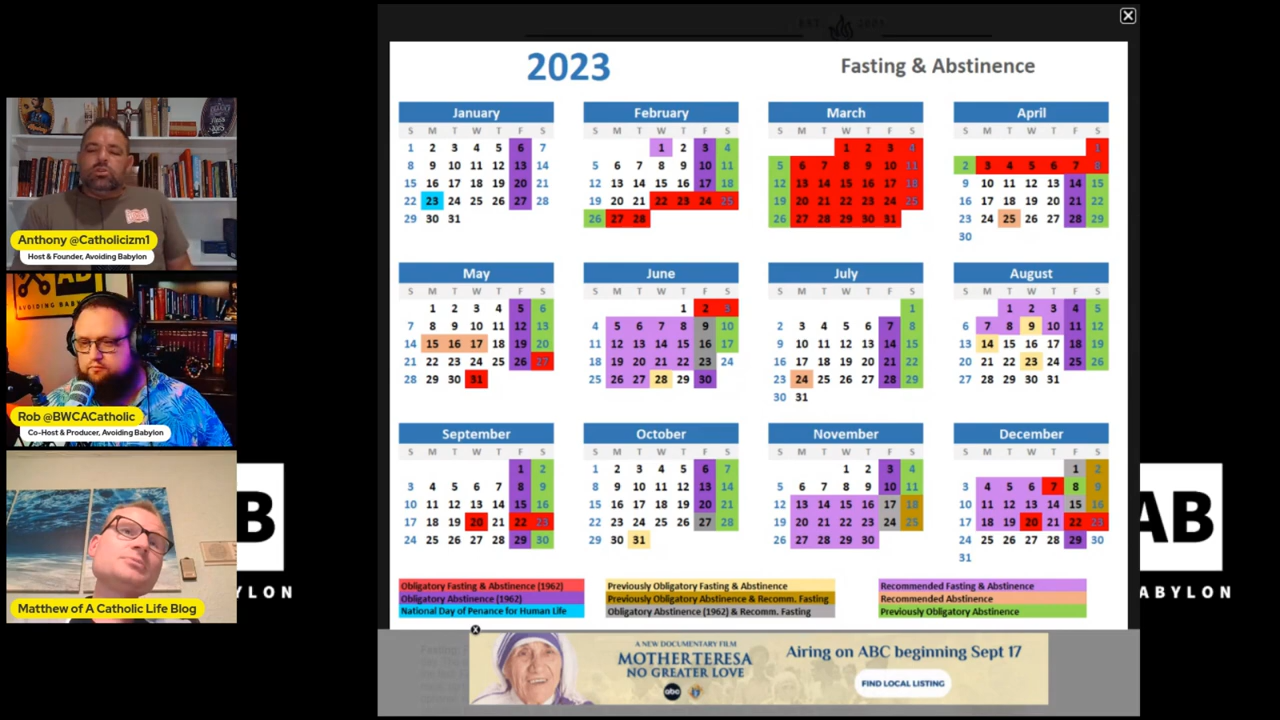 2023
Fasting & Abstinence
January
S M T W T F S
1 2 3 4 5 6 7
8 9 10 11 12 13 14
15 16 17 18 19 20 21
22 23 24 25 26 27 28
29 30 31
February
S M T W T F S
1 2 3 4
5 6 7 8 9 10 11
12 13 14 15 16 17 18
19 20 21 22 23 24 25
26 27 28
March
S M T W T F S
1 2 3 4
5 6 7 8 9 10 11
12 13 14 15 16 17 18
19 20 21 22 23 24 25
26 27 28 29 30 31
April
S M T W T F S
1
2 3 4 5 6 7 8
9 10 11 12 13 14 15
16 17 18 19 20 21 22
23 24 25 26 27 28 29
30
May
S M T W T F S
1 2 3 4 5 6
7 8 9 10 11 12 13
14 15 16 17 18 19 20
21 22 23 24 25 26 27
28 29 30 31
June
S M T W T F S
1 2 3
4 5 6 7 8 9 10
11 12 13 14 15 16 17
18 19 20 21 22 23 24
25 26 27 28 29 30
July
S M T W T F S
1
2 3 4 5 6 7 8
9 10 11 12 13 14 15
16 17 18 19 20 21 22
23 24 25 26 27 28 29
30 31
August
S M T W T F S
1 2 3 4 5
6 7 8 9 10 11 12
13 14 15 16 17 18 19
20 21 22 23 24 25 26
27 28 29 30 31
September
S M T W T F S
1 2
3 4 5 6 7 8 9
10 11 12 13 14 15 16
17 18 19 20 21 22 23
24 25 26 27 28 29 30
October
S M T W T F S
1 2 3 4 5 6 7
8 9 10 11 12 13 14
15 16 17 18 19 20 21
22 23 24 25 26 27 28
29 30 31
November
S M T W T F S
1 2 3 4
5 6 7 8 9 10 11
12 13 14 15 16 17 18
19 20 21 22 23 24 25
26 27 28 29 30
December
S M T W T F S
1 2
3 4 5 6 7 8 9
10 11 12 13 14 15 16
17 18 19 20 21 22 23
24 25 26 27 28 29 30
31
Obligatory Fasting & Abstinence (1962)
Obligatory Abstinence (1962)
National Day of Penance for Human Life
Previously Obligatory Fasting & Abstinence
Previously Obligatory Abstinence & Recomm. Fasting
Obligatory Abstinence (1962) & Recomm. Fasting
Recommended Fasting & Abstinence
Recommended Abstinence
Previously Obligatory Abstinence
A NEW DOCUMENTARY FILM
MOTHER TERESA
NO GREATER LOVE
abc
Airing on ABC beginning Sept 17
FIND LOCAL LISTING
Anthony @Catholicizm1
Host & Founder, Avoiding Babylon
AB
AVOIDING BABY
Rob @BWCACatholic
Co-Host & Producer, Avoiding Babylon
Matthew of A Catholic Life Blog
B
YLON
AB
ABYLON